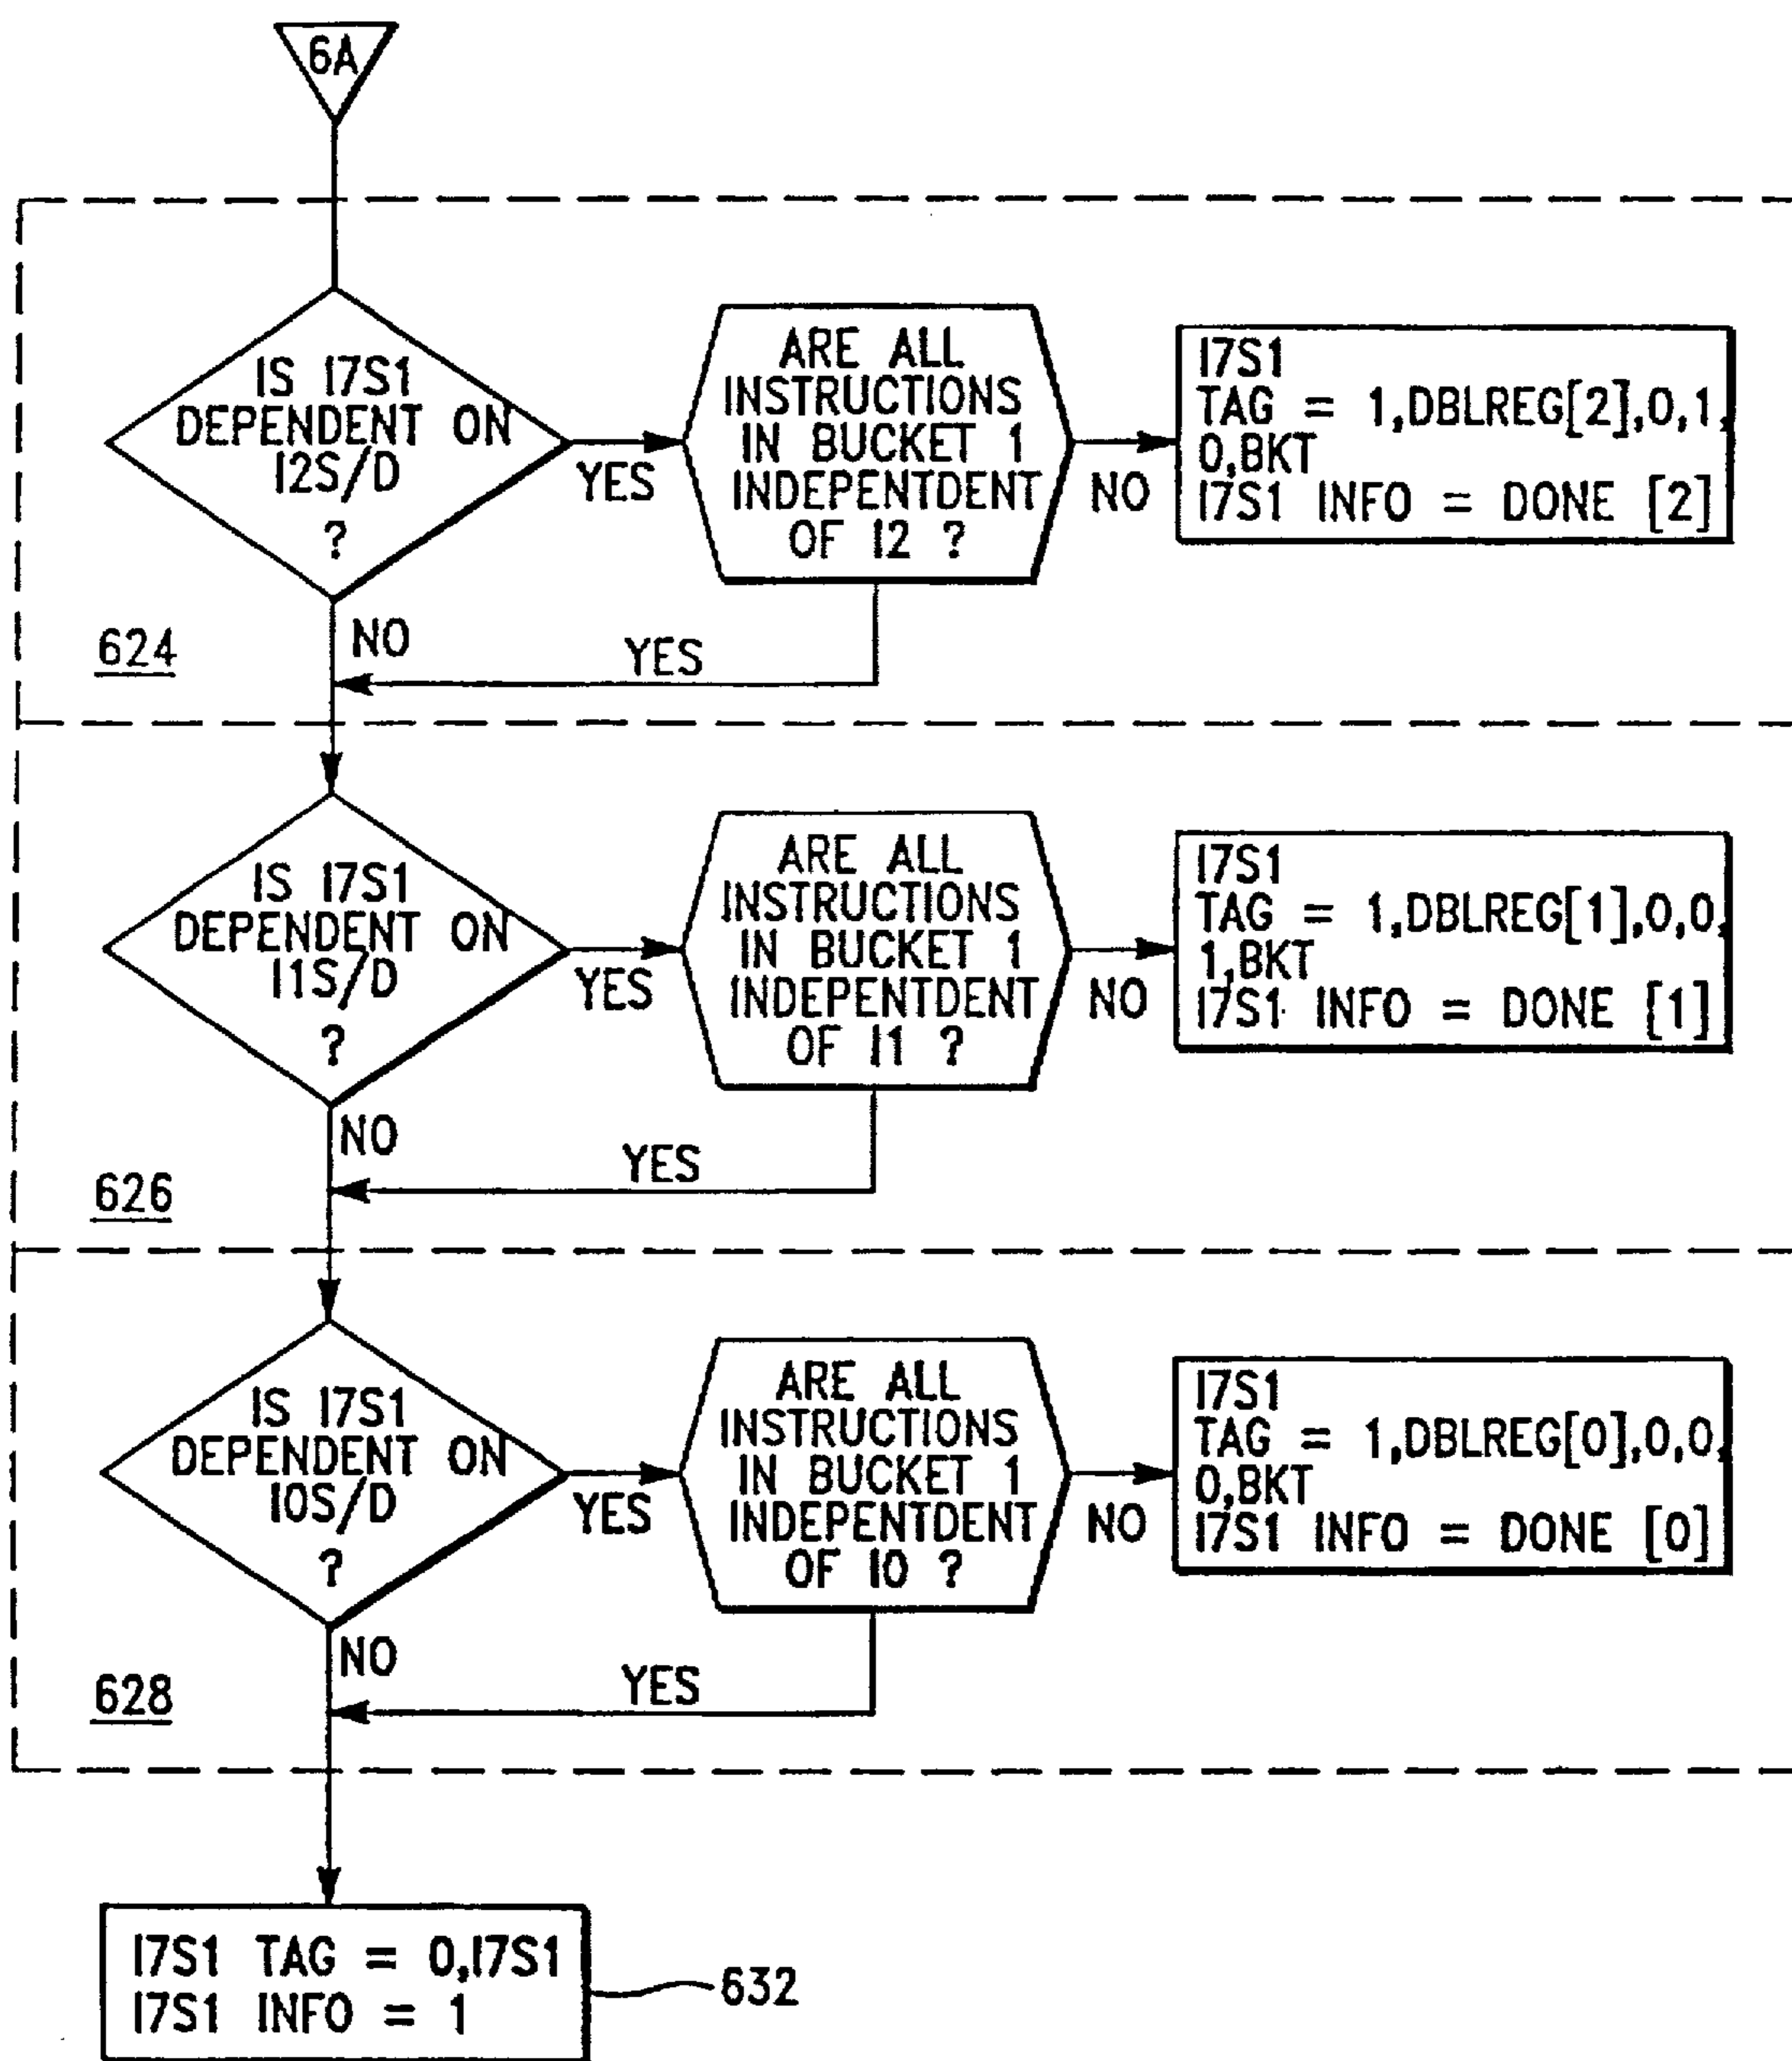 6A
IS I7S1
DEPENDENT ON
I2S/D
?
YES
NO
ARE ALL
INSTRUCTIONS
IN BUCKET 1
INDEPENTDENT
OF I2 ?
NO
YES
I7S1
TAG = 1,DBLREG[2],0,1,
0,BKT
I7S1 INFO = DONE [2]
624
IS I7S1
DEPENDENT ON
I1S/D
?
YES
NO
ARE ALL
INSTRUCTIONS
IN BUCKET 1
INDEPENTDENT
OF I1 ?
NO
YES
I7S1
TAG = 1,DBLREG[1],0,0,
1,BKT
I7S1 INFO = DONE [1]
626
IS I7S1
DEPENDENT ON
I0S/D
?
YES
NO
ARE ALL
INSTRUCTIONS
IN BUCKET 1
INDEPENTDENT
OF I0 ?
NO
YES
I7S1
TAG = 1,DBLREG[0],0,0,
0,BKT
I7S1 INFO = DONE [0]
628
I7S1 TAG = 0,I7S1
I7S1 INFO = 1
632